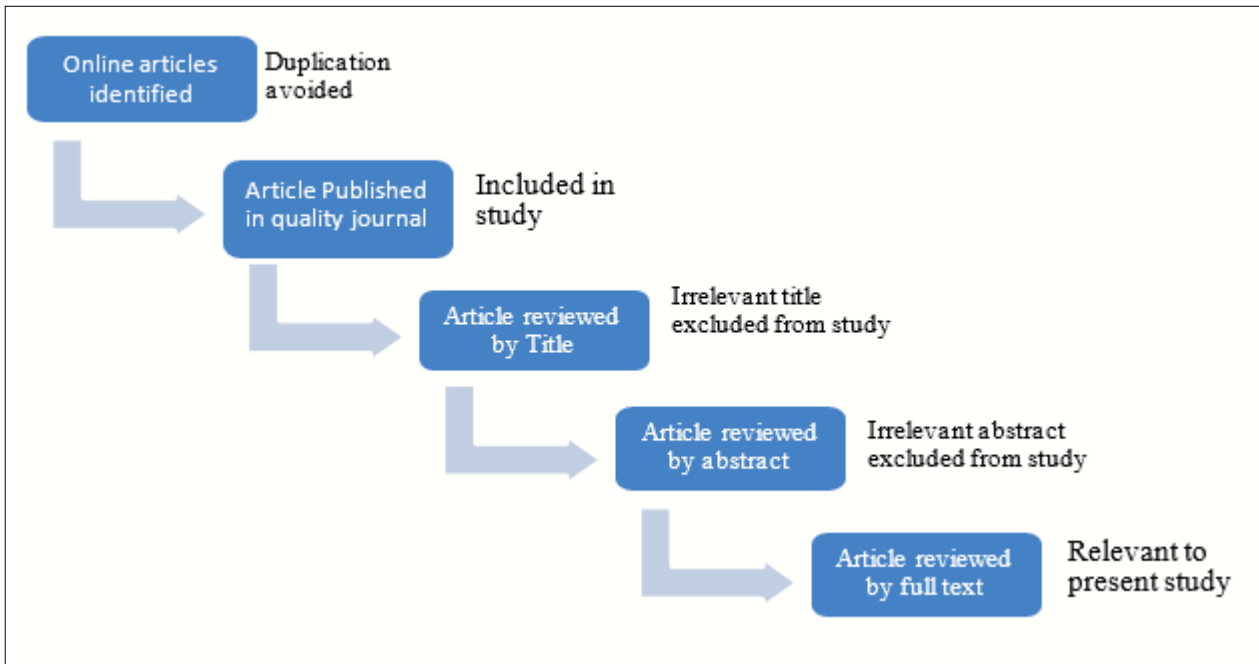 Online articles
identified
Duplication
avoided
Article Published
in quality journal
Included in
study
Article reviewed
by Title
Irrelevant title
excluded from study
Article reviewed
by abstract
Irrelevant abstract
excluded from study
Article reviewed
by full text
Relevant to
present study